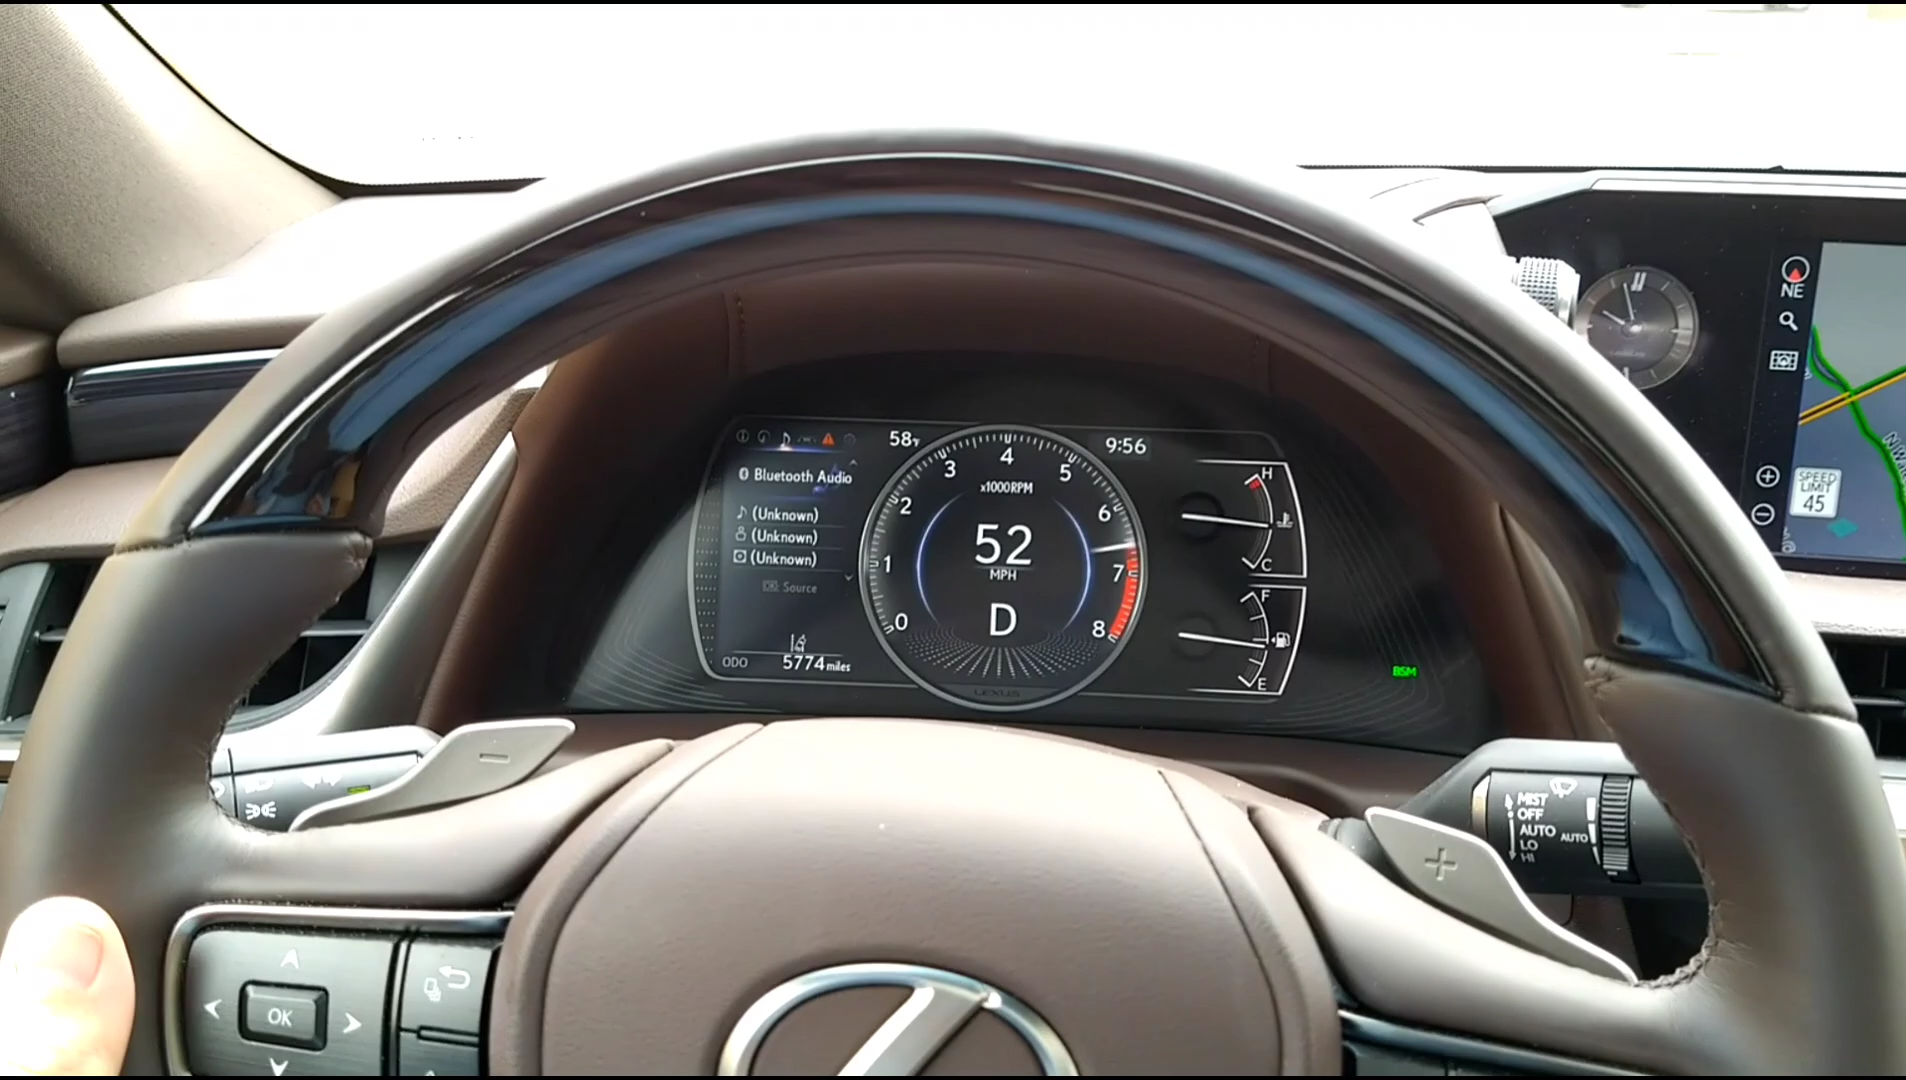 58°F
9:56
Bluetooth Audio
(Unknown)
(Unknown)
(Unknown)
Source
ODO 5774 miles
0
1
2
3
4
5
6
7
8
x1000RPM
52
MPH
D
LEXUS
H
C
F
E
BSM
NE
SPEED
LIMIT
45
−
+
MIST
OFF
AUTO
LO
HI
AUTO
OK